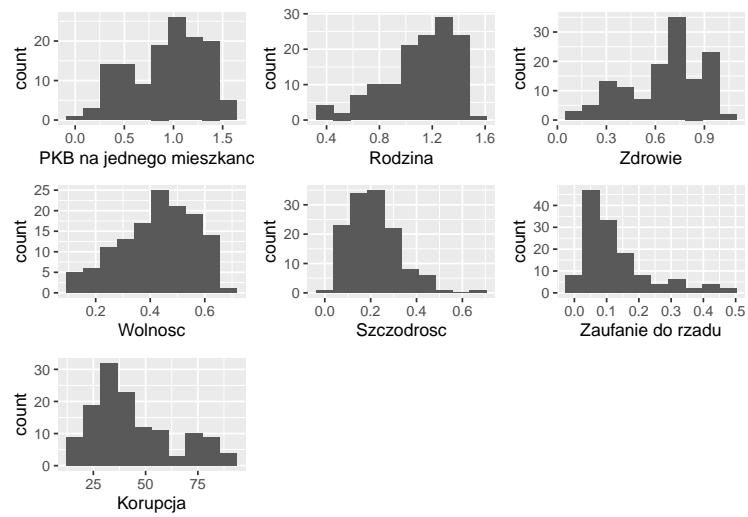 count
20
10
0
0.0 0.5 1.0 1.5
PKB na jednego mieszkanc
count
30
20
10
0
0.4 0.8 1.2 1.6
Rodzina
count
30
20
10
0
0.0 0.3 0.6 0.9
Zdrowie
count
25
20
15
10
5
0
0.2 0.4 0.6
Wolnosc
count
30
20
10
0
0.0 0.2 0.4 0.6
Szczodrosc
count
40
30
20
10
0
0.0 0.1 0.2 0.3 0.4 0.5
Zaufanie do rzadu
count
30
20
10
0
25 50 75
Korupcja